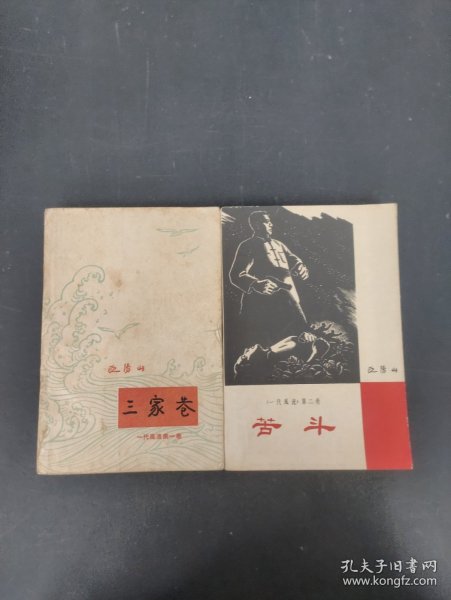 欧阳山
三家巷
一代风流第一卷
欧阳山
《一代风流》第二卷
苦斗
孔夫子旧书网
www.kongfz.com